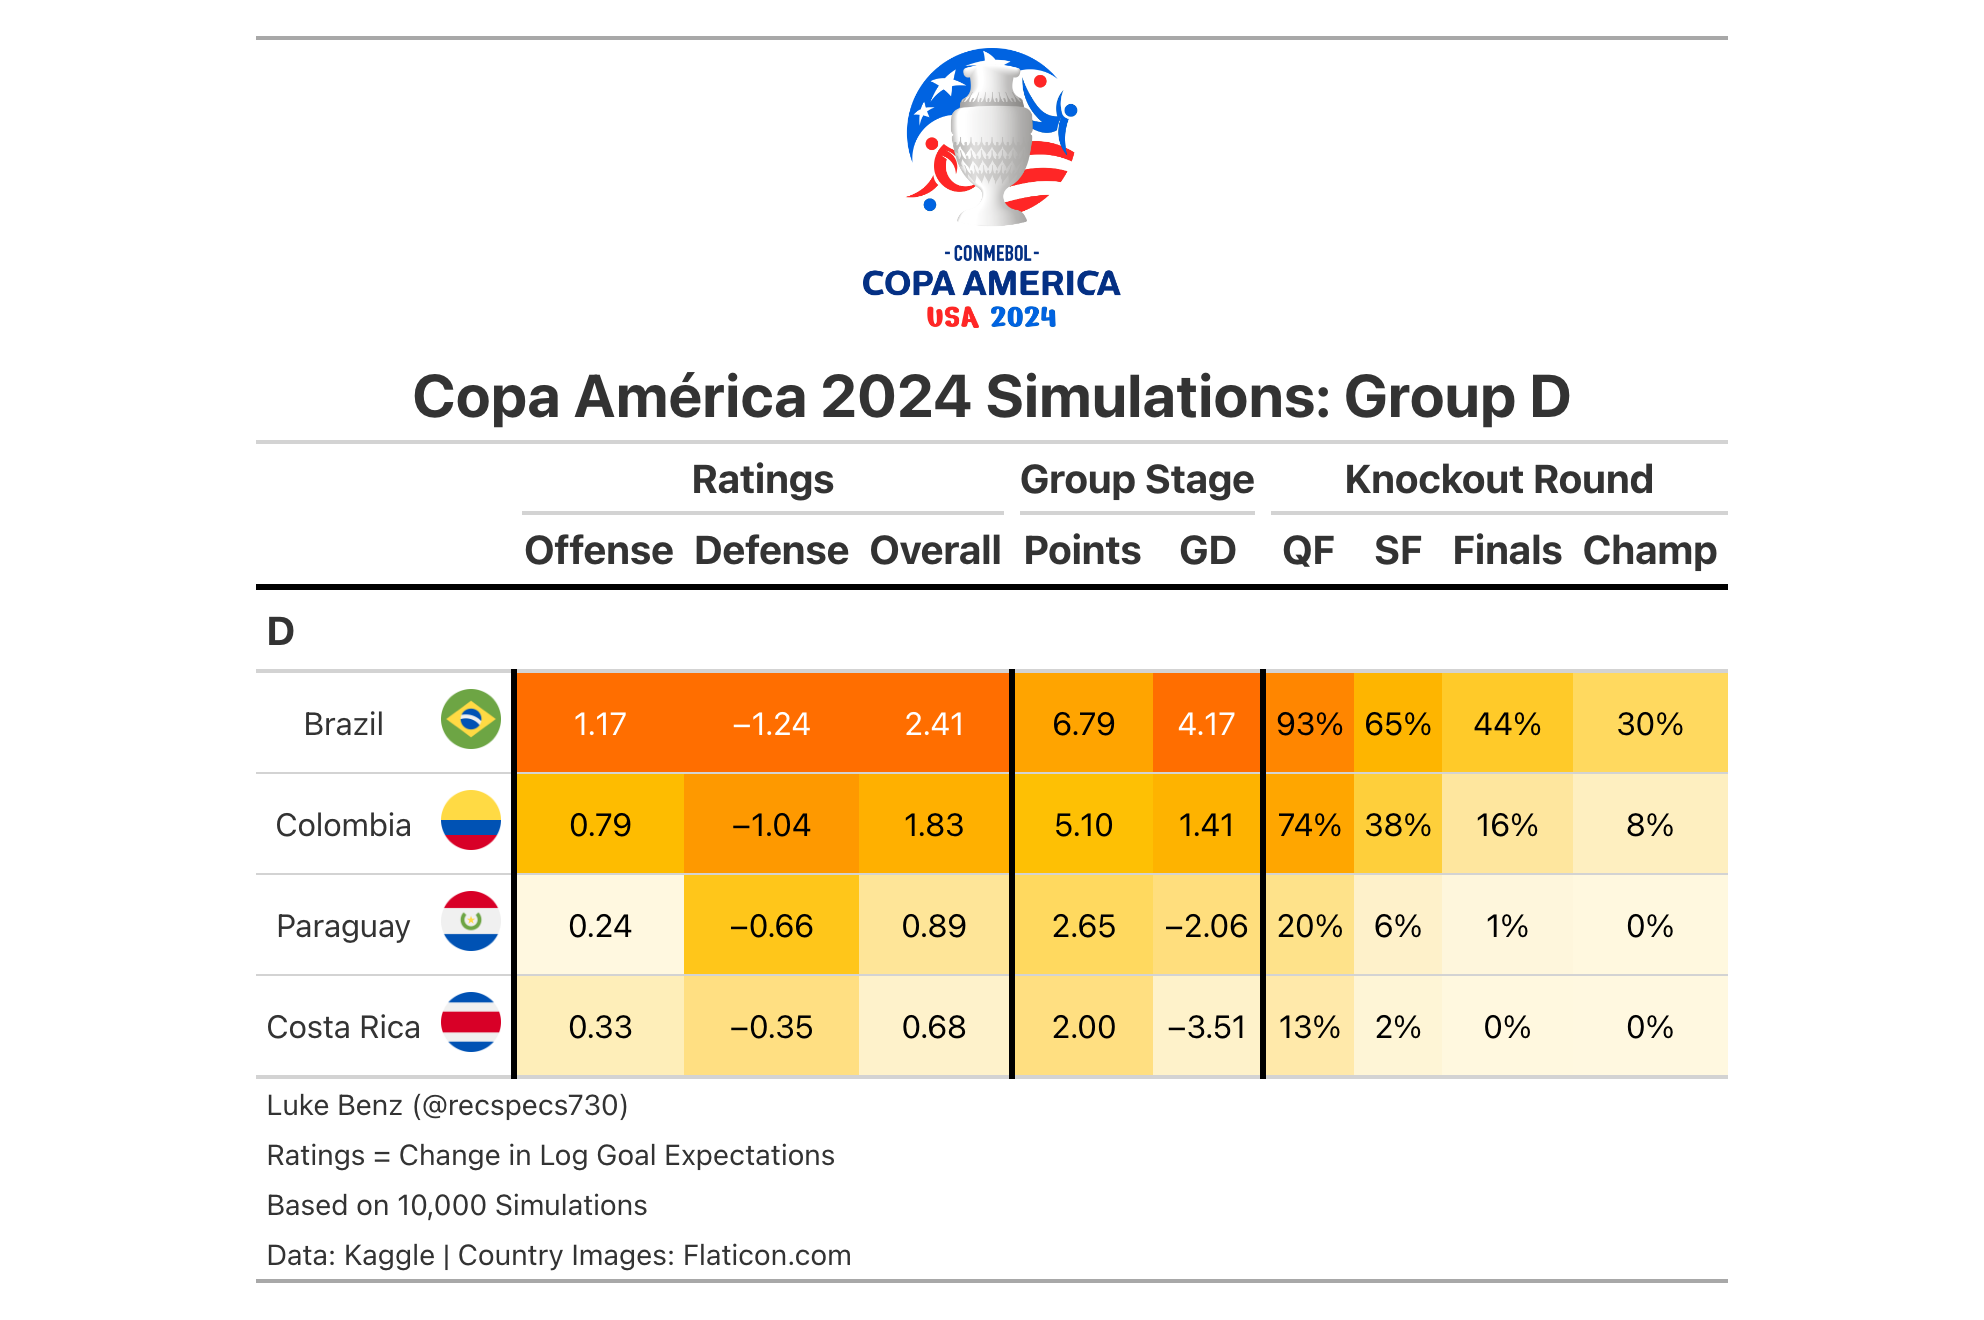 - CONMEBOL -
COPA AMERICA
USA 2024
Copa América 2024 Simulations: Group D
Ratings Group Stage Knockout Round
Offense Defense Overall Points GD QF SF Finals Champ
D
Brazil 1.17 −1.24 2.41 6.79 4.17 93% 65% 44% 30%
Colombia 0.79 −1.04 1.83 5.10 1.41 74% 38% 16% 8%
Paraguay 0.24 −0.66 0.89 2.65 −2.06 20% 6% 1% 0%
Costa Rica 0.33 −0.35 0.68 2.00 −3.51 13% 2% 0% 0%
Luke Benz (@recspecs730)
Ratings = Change in Log Goal Expectations
Based on 10,000 Simulations
Data: Kaggle | Country Images: Flaticon.com